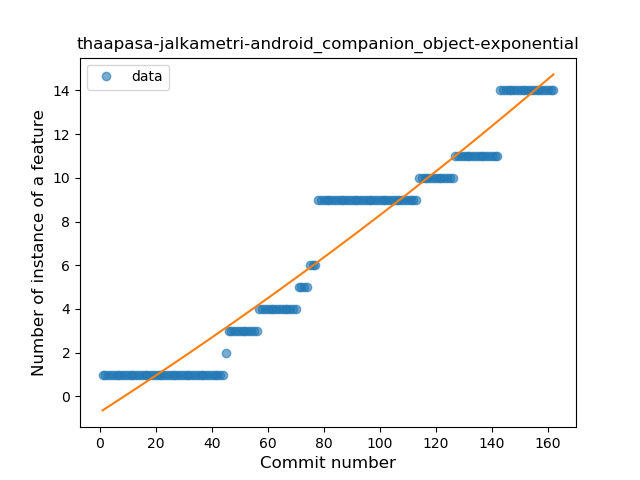 thaapasa-jalkametri-android_companion_object-exponential
data
Number of instance of a feature
14
12
10
8
6
4
2
0
0 20 40 60 80 100 120 140 160
Commit number